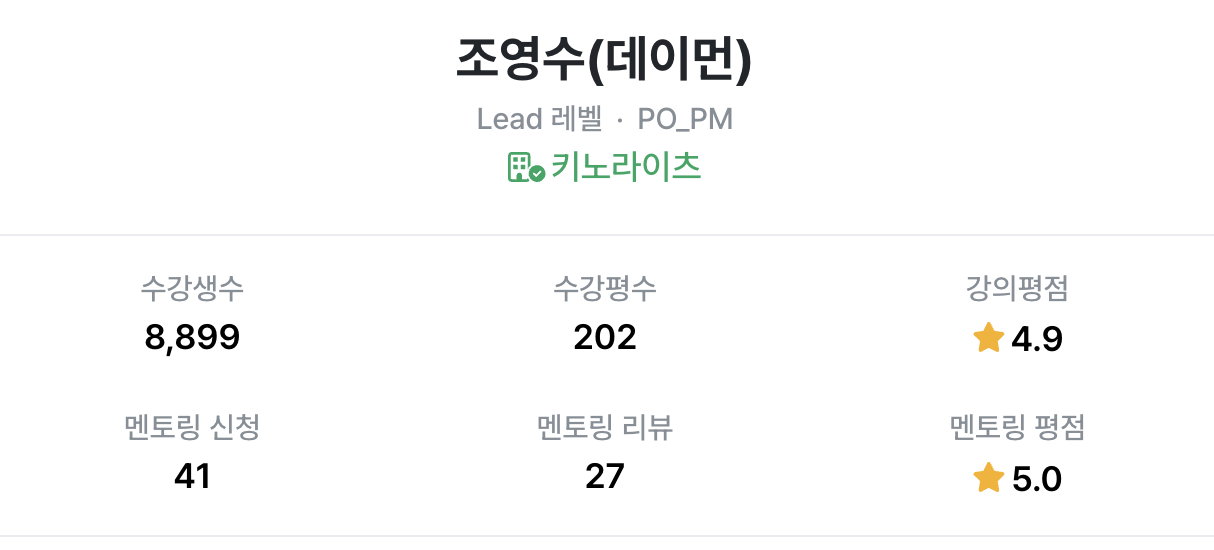 조영수(데이먼)
Lead 레벨 · PO_PM
키노라이츠
수강생수 수강평수 강의평점
8,899 202 4.9
멘토링 신청 멘토링 리뷰 멘토링 평점
41 27 5.0